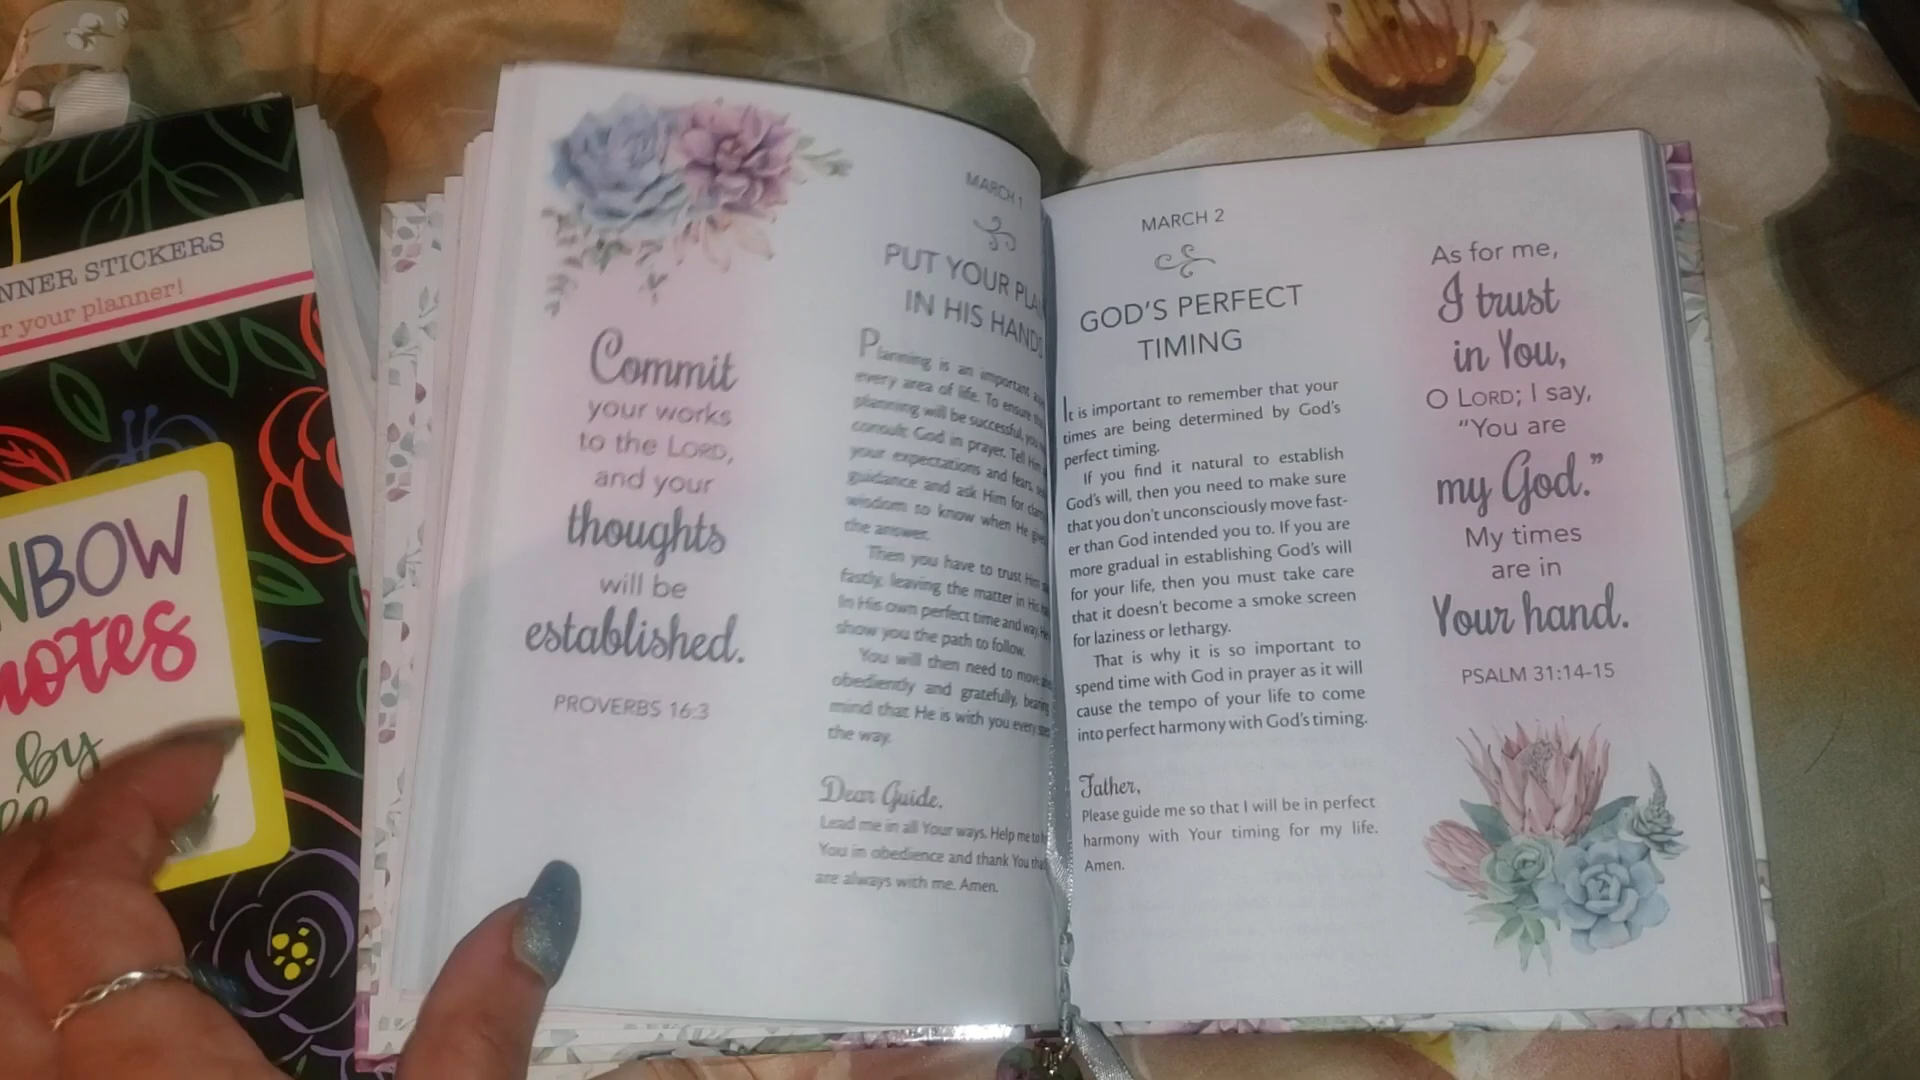 NNER STICKERS
r your planner!
NBOW
notes
by
Commit
your works
to the LORD,
and your
thoughts
will be
established.
PROVERBS 16:3
MARCH 1
PUT YOUR
IN HIS HANDS
Planning is an important
every area of life. To ensure
planning will be successful, you
consult God in prayer. Tell Him
your expectations and fears,
guidance and ask Him for
wisdom to know when He
the answer.
Then you have to trust Him
fastly, leaving the matter in His
In His own perfect time and way, He
show you the path to follow.
You will then need to move
obediently and gratefully, bearing
mind that He is with you every
the way.
Dear Guide,
Lead me in all Your ways. Help me to
You in obedience and thank You
are always with me. Amen.
MARCH 2
GOD'S PERFECT
TIMING
It is important to remember that your
times are being determined by God's
perfect timing.
If you find it natural to establish
God's will, then you need to make sure
that you don't unconsciously move fast-
er than God intended you to. If you are
more gradual in establishing God's will
for your life, then you must take care
that it doesn't become a smoke screen
for laziness or lethargy.
That is why it is so important to
spend time with God in prayer as it will
cause the tempo of your life to come
into perfect harmony with God's timing.
Father,
Please guide me so that I will be in perfect
harmony with Your timing for my life.
Amen.
As for me,
I trust
in You,
O LORD; I say,
“You are
my God.”
My times
are in
Your hand.
PSALM 31:14-15